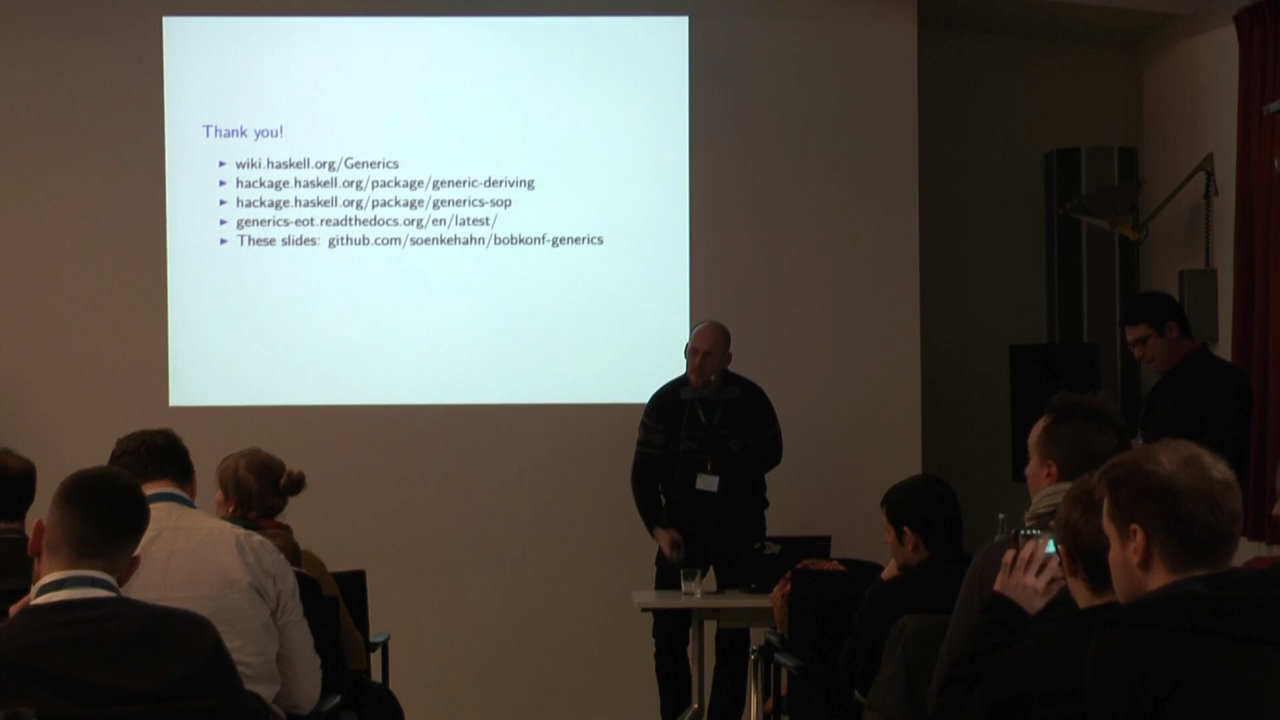 Thank you!
► wiki.haskell.org/Generics
► hackage.haskell.org/package/generic-deriving
► hackage.haskell.org/package/generics-sop
► generics-eot.readthedocs.org/en/latest/
► These slides: github.com/soenkehahn/bobkonf-generics